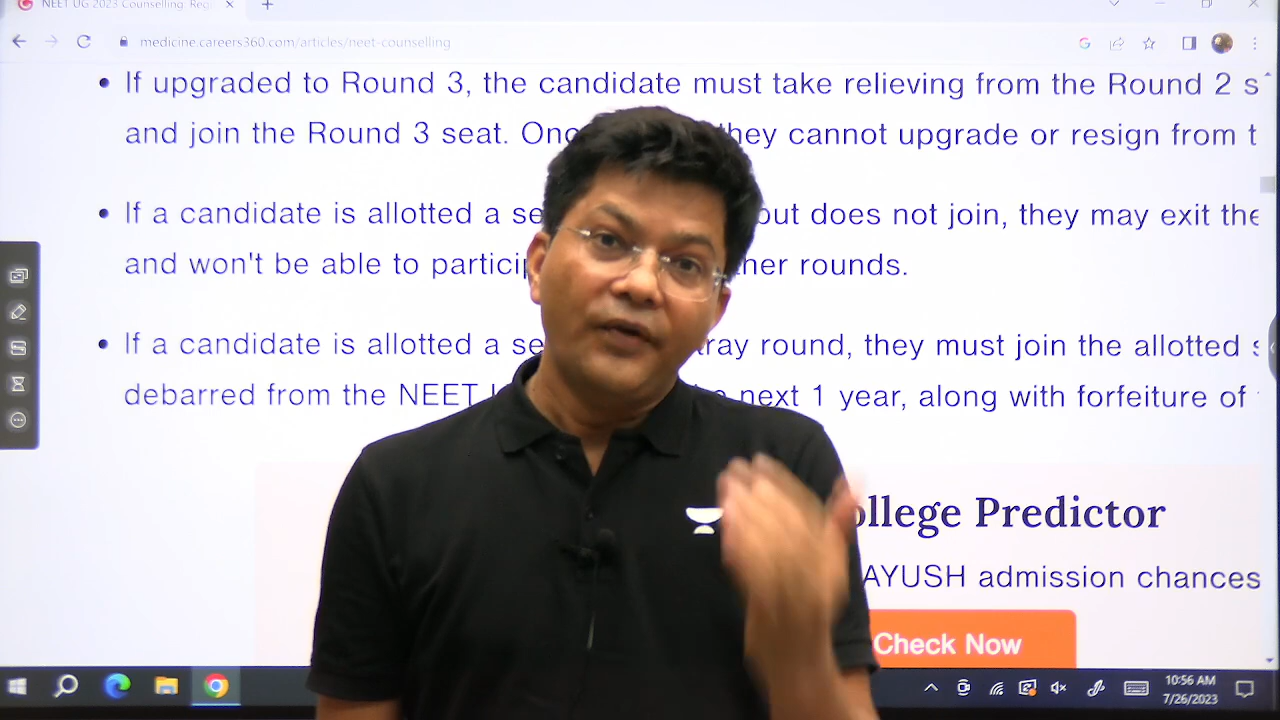 NEET UG 2023 Counselling: Reg
medicine.careers360.com/articles/neet-counselling
If upgraded to Round 3, the candidate must take relieving from the Round 2 s
and join the Round 3 seat. Onc they cannot upgrade or resign from t
If a candidate is allotted a se but does not join, they may exit the
and won't be able to particip her rounds.
If a candidate is allotted a se tray round, they must join the allotted s
debarred from the NEET next 1 year, along with forfeiture of
ollege Predictor
AYUSH admission chances
Check Now
10:56 AM
7/26/2023